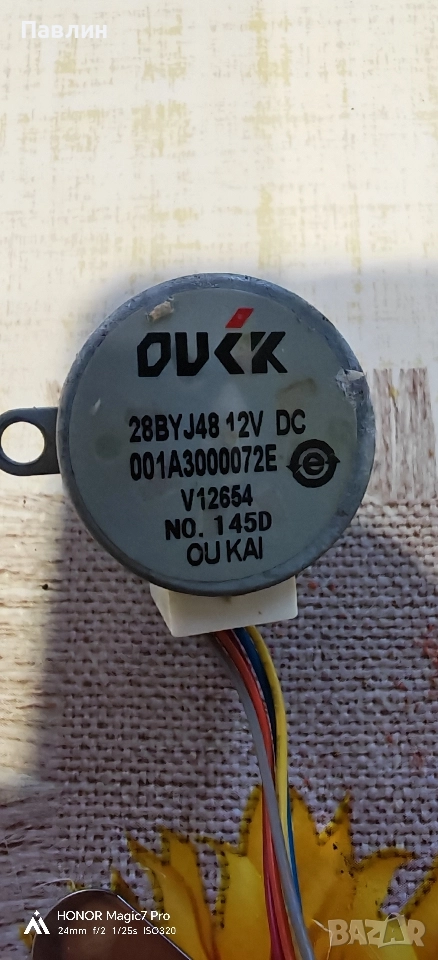 Павлин
OUKK
28BYJ48 12V DC
001A3000072E
V12654
NO. 145D
OU KAI
HONOR Magic7 Pro
24mm f/2 1/25s ISO320
BAZAR